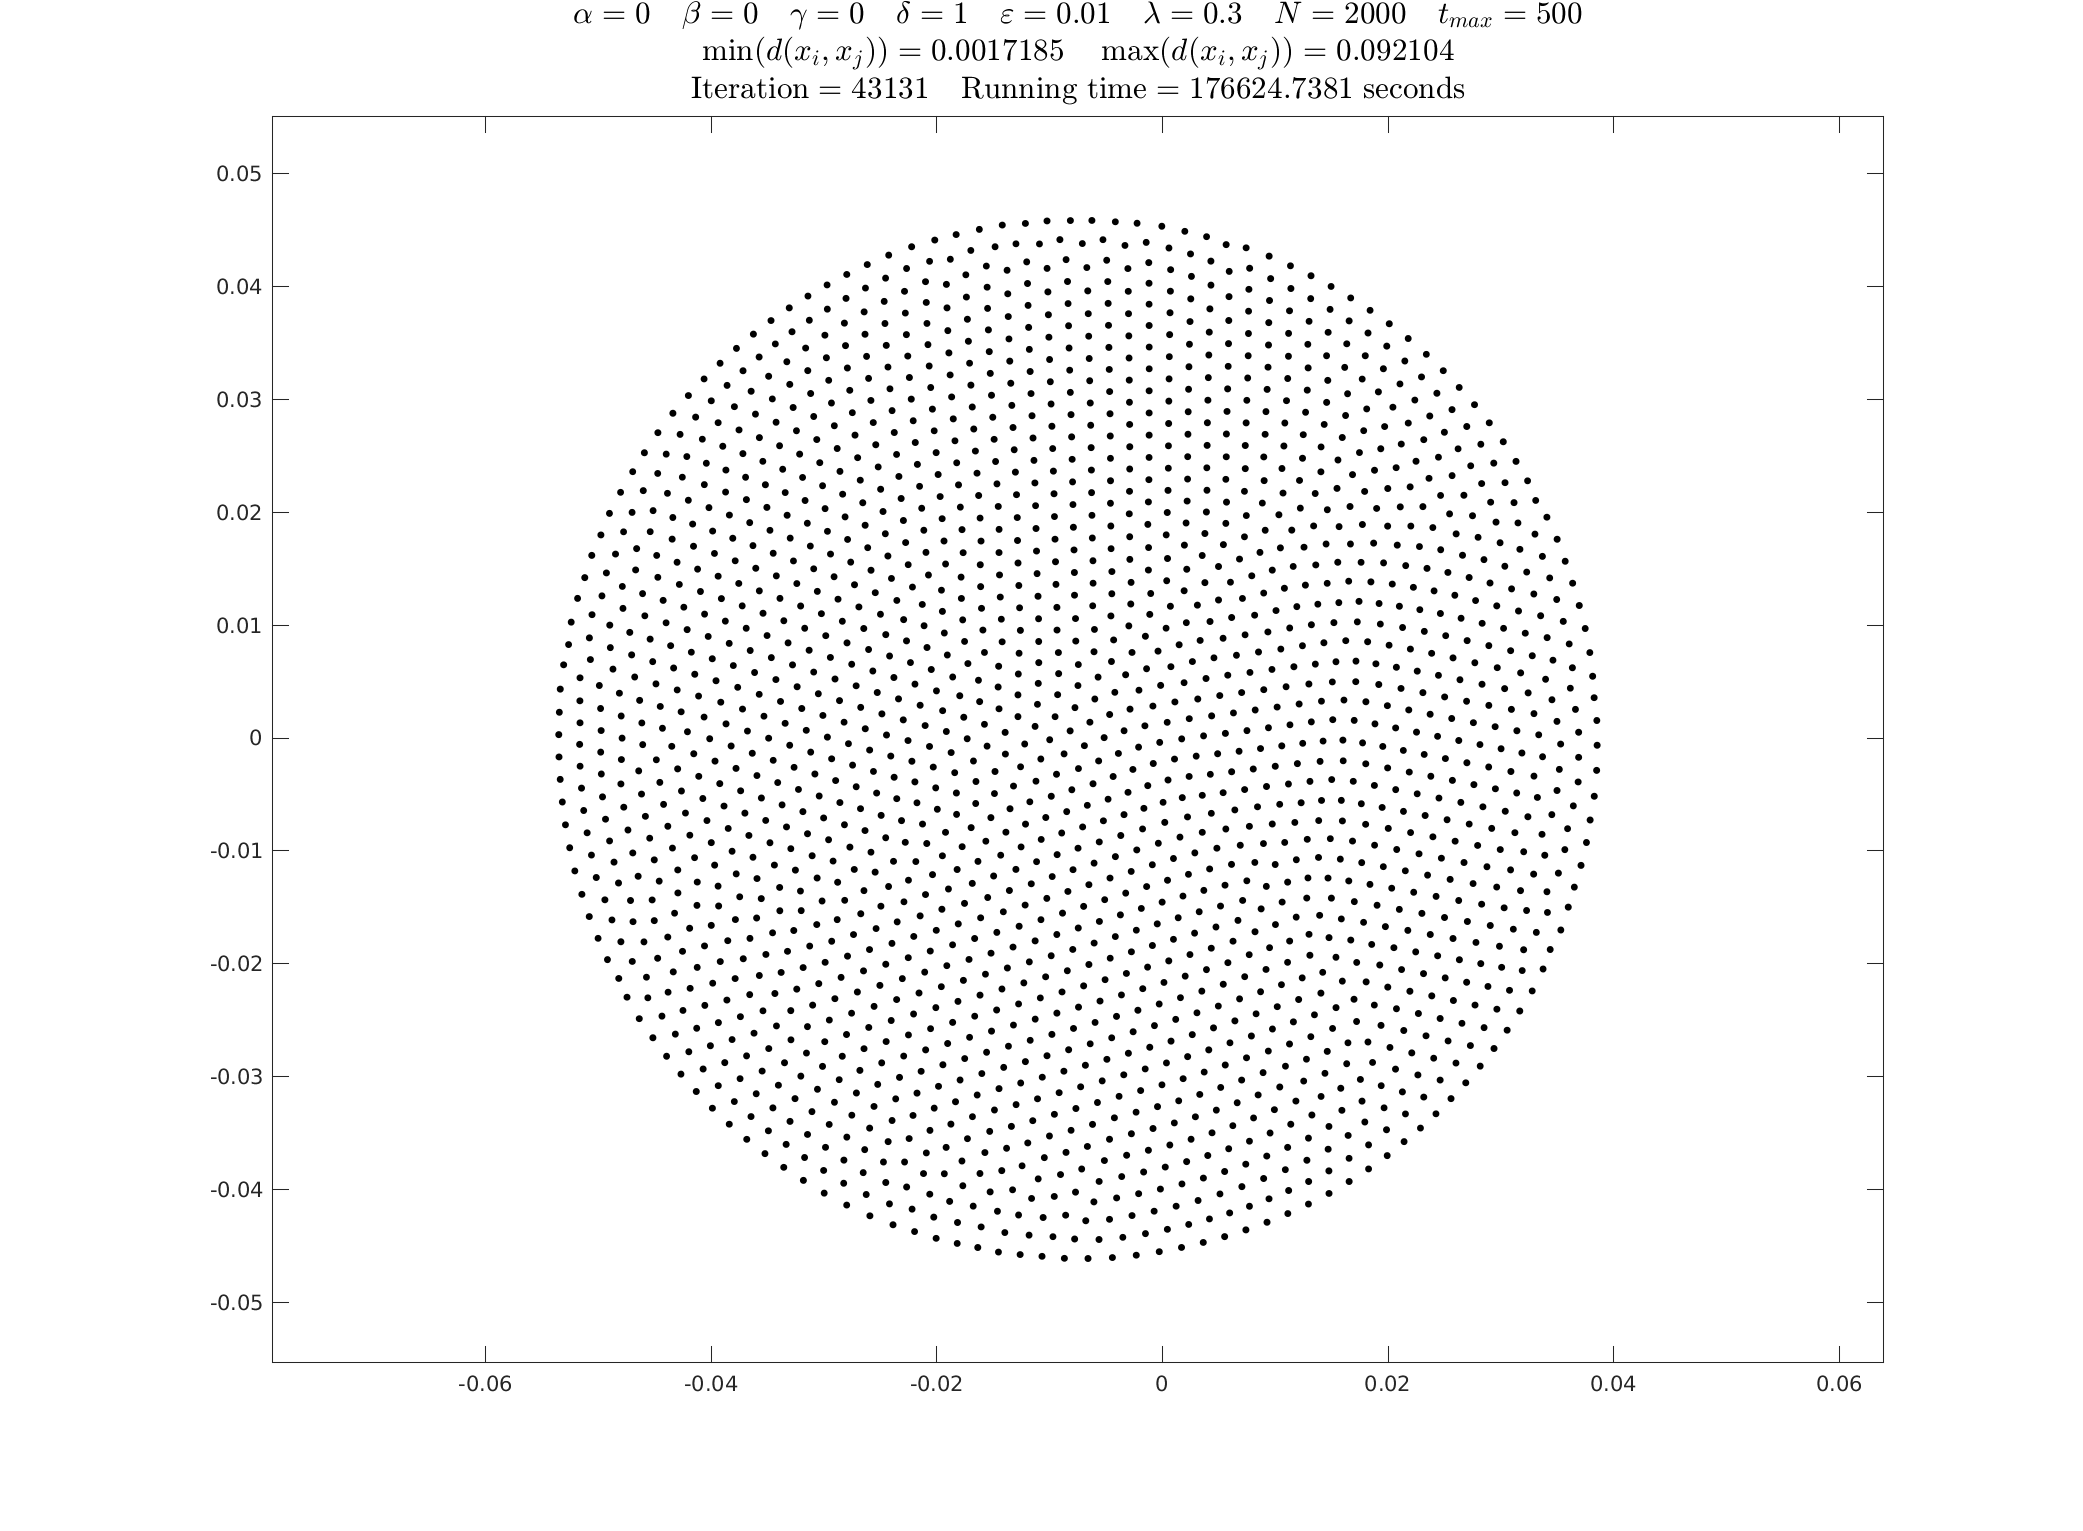 α = 0 β = 0 γ = 0 δ = 1 ε = 0.01 λ = 0.3 N = 2000 t_max = 500
min(d(x_i, x_j)) = 0.0017185 max(d(x_i, x_j)) = 0.092104
Iteration = 43131 Running time = 176624.7381 seconds
0.05
0.04
0.03
0.02
0.01
0
-0.01
-0.02
-0.03
-0.04
-0.05
-0.06 -0.04 -0.02 0 0.02 0.04 0.06